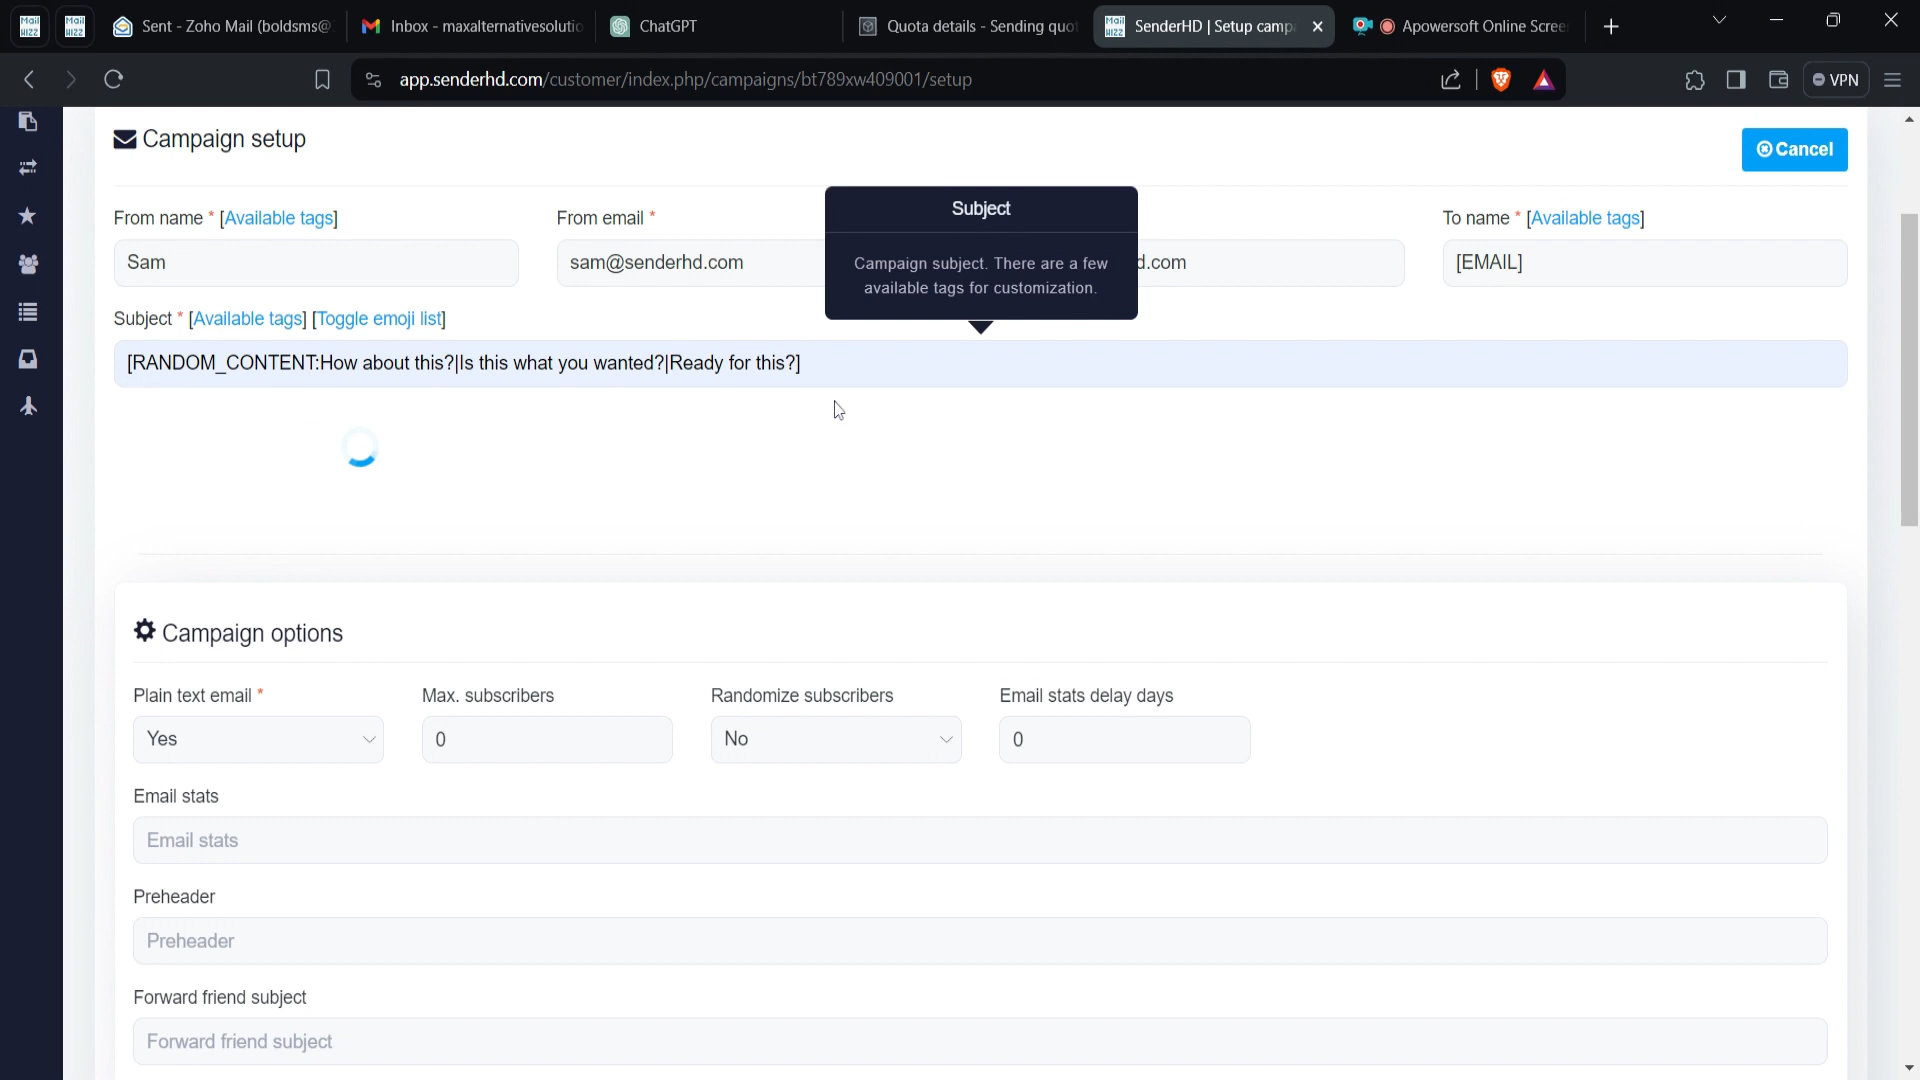 Sent - Zoho Mail (boldsms@
Inbox - maxalternativesolutio
ChatGPT
Quota details - Sending quot
SenderHD | Setup campa
Apowersoft Online Scree
app.senderhd.com/customer/index.php/campaigns/bt789xw409001/setup
VPN
Campaign setup
Cancel
From name * [Available tags]
From email *
To name * [Available tags]
Sam
sam@senderhd.com
d.com
[EMAIL]
Subject
Campaign subject. There are a few
available tags for customization.
Subject * [Available tags] [Toggle emoji list]
[RANDOM_CONTENT:How about this?|Is this what you wanted?|Ready for this?]
Campaign options
Plain text email *
Max. subscribers
Randomize subscribers
Email stats delay days
Yes
0
No
0
Email stats
Email stats
Preheader
Preheader
Forward friend subject
Forward friend subject